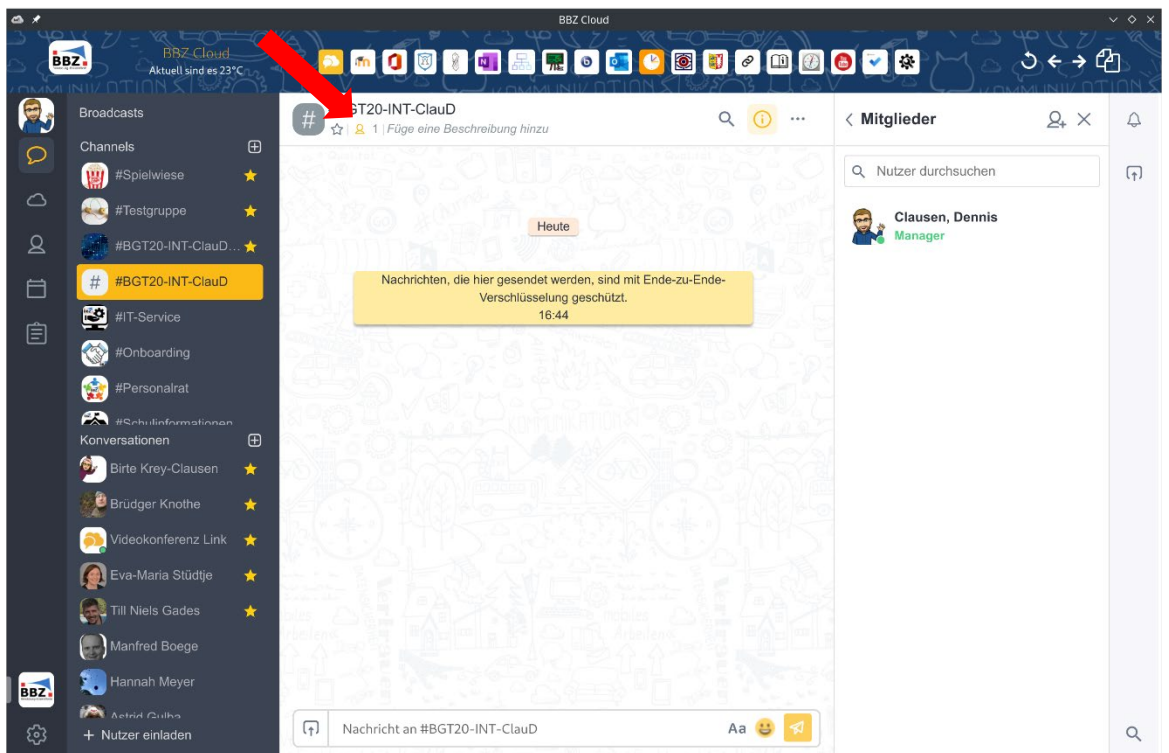 BBZ Cloud
BBZ
BBZ Cloud
Aktuell sind es 23°C
Broadcasts
Channels
#Spielwiese
#Testgruppe
#BGT20-INT-ClauD...
#BGT20-INT-ClauD
#IT-Service
#Onboarding
#Personalrat
#Schulinformationen
Konversationen
Birte Krey-Clausen
Brüdger Knothe
Videokonferenz Link
Eva-Maria Stüdtje
Till Niels Gades
Manfred Boege
Hannah Meyer
Astrid Gulba
+ Nutzer einladen
BBZ
# GT20-INT-ClauD
1 | Füge eine Beschreibung hinzu
Heute
Nachrichten, die hier gesendet werden, sind mit Ende-zu-Ende-
Verschlüsselung geschützt.
16:44
Nachricht an #BGT20-INT-ClauD
Aa
Mitglieder
Nutzer durchsuchen
Clausen, Dennis
Manager